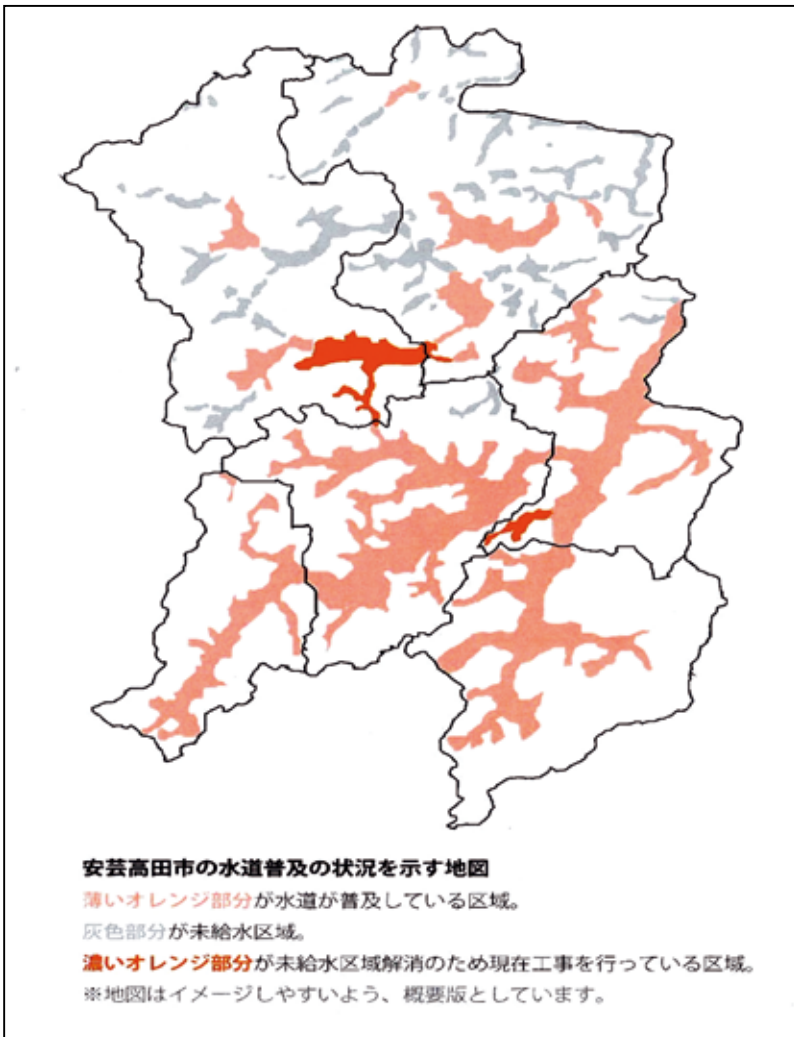 安芸高田市の水道普及の状況を示す地図
薄いオレンジ部分が水道が普及している区域。
灰色部分が未給水区域。
濃いオレンジ部分が未給水区域解消のため現在工事を行っている区域。
※地図はイメージしやすいよう、概要版としています。